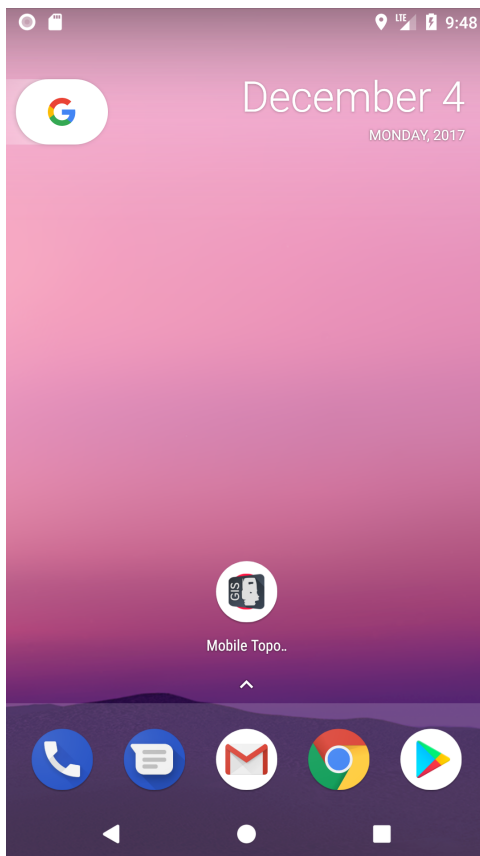 LTE
9:48
G
December 4
MONDAY, 2017
GIS
Mobile Topo..